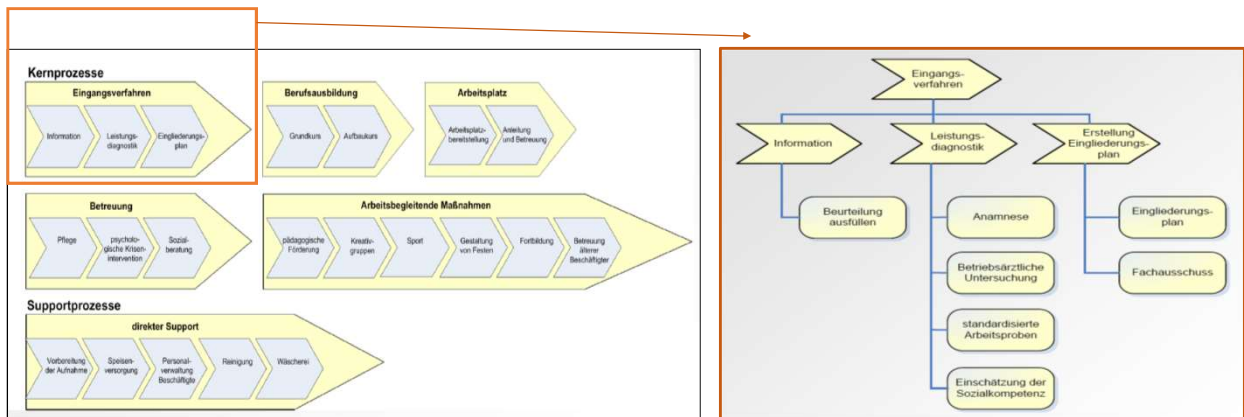 Kernprozesse
Eingangsverfahren
Information
Leistungs-
diagnostik
Eingliederungs-
plan
Berufsausbildung
Grundkurs
Aufbaukurs
Arbeitsplatz
Arbeitsplatz-
bereitstellung
Anleitung
und Betreuung
Betreuung
Pflege
psycholo-
gische Krisen-
intervention
Sozial-
beratung
Arbeitsbegleitende Maßnahmen
pädagogische
Förderung
Kreativ-
gruppen
Sport
Gestaltung
von Festen
Fortbildung
Betreuung
älterer
Beschäftigter
Supportprozesse
direkter Support
Vorbereitung
der Aufnahme
Speisen-
versorgung
Personal-
verwaltung
Beschäftigte
Reinigung
Wäscherei
Eingangs-
verfahren
Information
Leistungs-
diagnostik
Erstellung
Eingliederungs-
plan
Beurteilung
ausfüllen
Anamnese
Betriebsärztliche
Untersuchung
standardisierte
Arbeitsproben
Einschätzung der
Sozialkompetenz
Eingliederungs-
plan
Fachausschuss